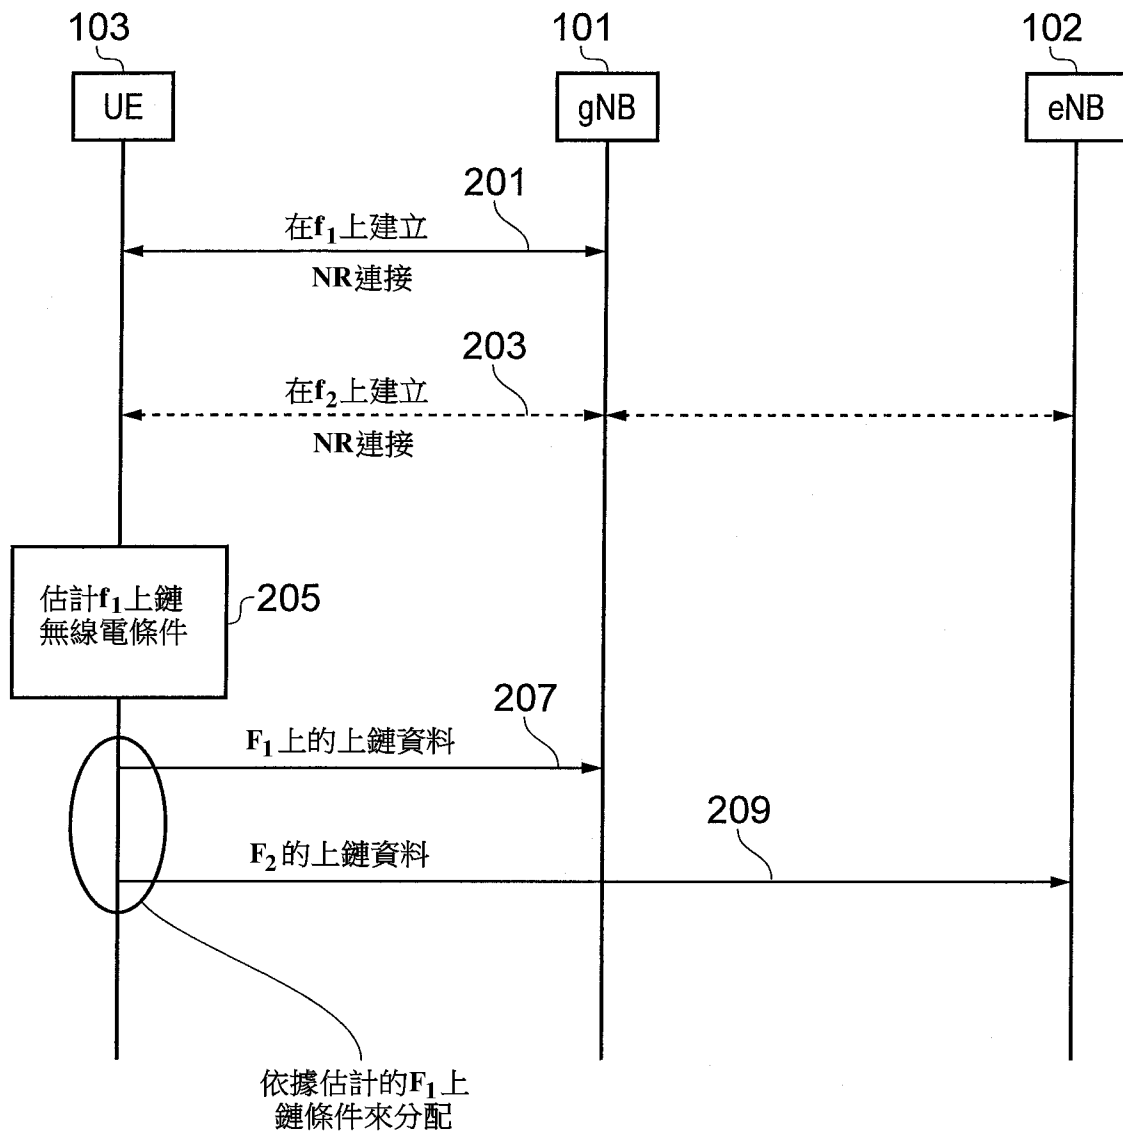 103
101
102
UE
gNB
eNB
201
在f1上建立
NR連接
203
在f2上建立
NR連接
估計f1上鏈
無線電條件
205
207
F1上的上鏈資料
209
F2的上鏈資料
依據估計的F1上
鏈條件來分配